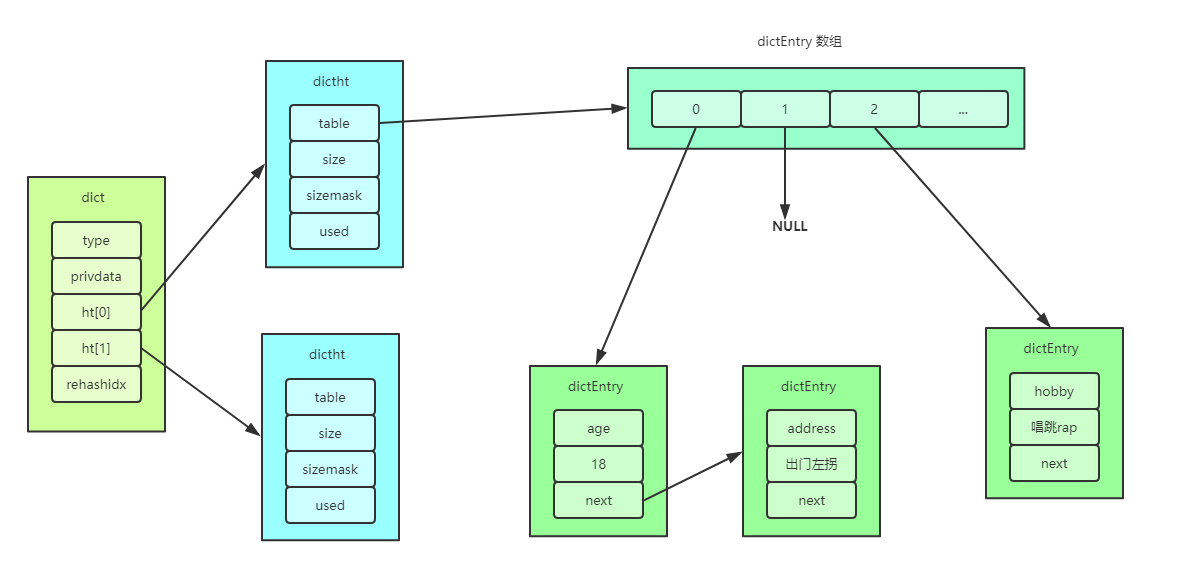 dictEntry 数组
dictht
table
size
sizemask
used
0
1
2
...
NULL
dict
type
privdata
ht[0]
ht[1]
rehashidx
dictht
table
size
sizemask
used
dictEntry
age
18
next
dictEntry
address
出门左拐
next
dictEntry
hobby
唱跳rap
next